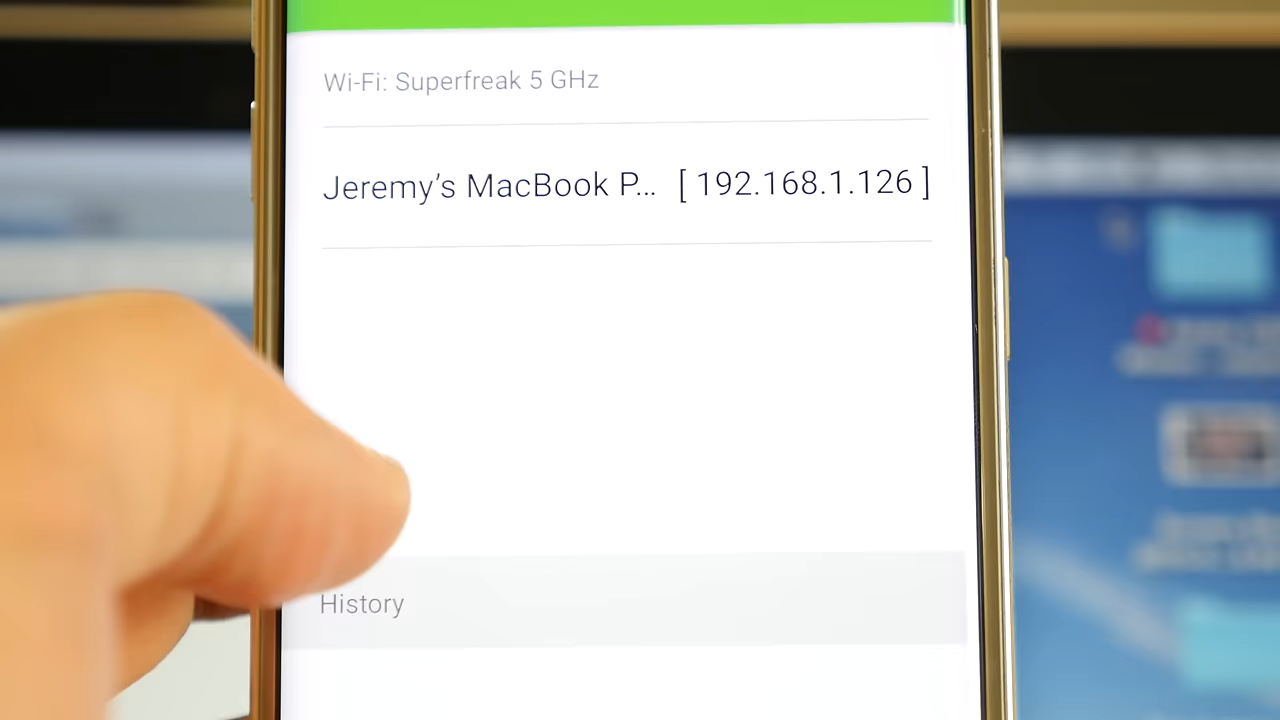 Wi-Fi: Superfreak 5 GHz
Jeremy’s MacBook P... [ 192.168.1.126 ]
History